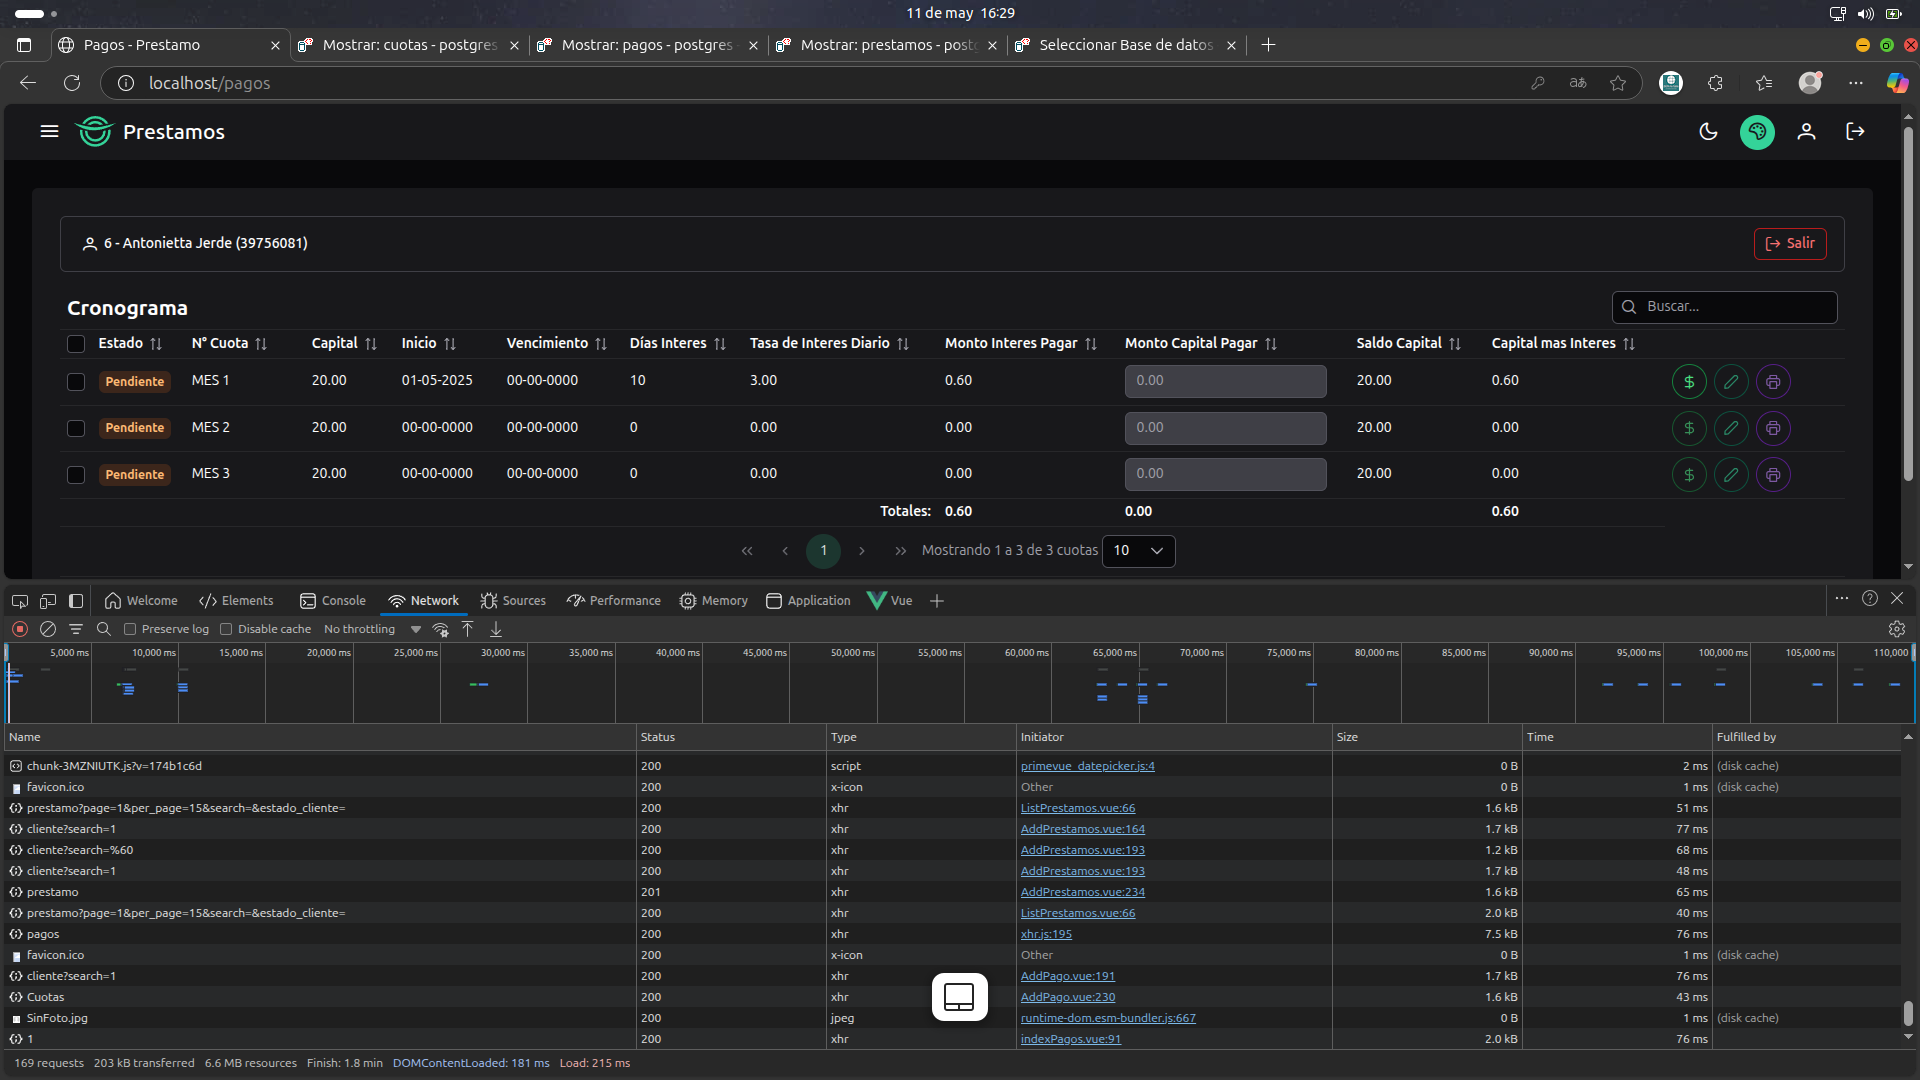 11 de may 16:29
Pagos - Prestamo
Mostrar: cuotas - postgres
Mostrar: pagos - postgres
Mostrar: prestamos - post
Seleccionar Base de datos
localhost/pagos
Prestamos
6 - Antonietta Jerde (39756081)
Salir
Cronograma
Buscar...
Estado N° Cuota Capital Inicio Vencimiento Días Interes Tasa de Interes Diario Monto Interes Pagar Monto Capital Pagar Saldo Capital Capital mas Interes
Pendiente MES 1 20.00 01-05-2025 00-00-0000 10 3.00 0.60 0.00 20.00 0.60
Pendiente MES 2 20.00 00-00-0000 00-00-0000 0 0.00 0.00 0.00 20.00 0.00
Pendiente MES 3 20.00 00-00-0000 00-00-0000 0 0.00 0.00 0.00 20.00 0.00
Totales: 0.60 0.00 0.60
1
Mostrando 1 a 3 de 3 cuotas 10
Welcome Elements Console Network Sources Performance Memory Application Vue
Preserve log Disable cache No throttling
5,000 ms 10,000 ms 15,000 ms 20,000 ms 25,000 ms 30,000 ms 35,000 ms 40,000 ms 45,000 ms 50,000 ms 55,000 ms 60,000 ms 65,000 ms 70,000 ms 75,000 ms 80,000 ms 85,000 ms 90,000 ms 95,000 ms 100,000 ms 105,000 ms 110,000
Name Status Type Initiator Size Time Fulfilled by
chunk-3MZNIUTK.js?v=174b1c6d 200 script primevue_datepicker.js:4 0 B 2 ms (disk cache)
favicon.ico 200 x-icon Other 0 B 1 ms (disk cache)
prestamo?page=1&per_page=15&search=&estado_cliente= 200 xhr ListPrestamos.vue:66 1.6 kB 51 ms
cliente?search=1 200 xhr AddPrestamos.vue:164 1.7 kB 77 ms
cliente?search=%60 200 xhr AddPrestamos.vue:193 1.2 kB 68 ms
cliente?search=1 200 xhr AddPrestamos.vue:193 1.7 kB 48 ms
prestamo 201 xhr AddPrestamos.vue:234 1.6 kB 65 ms
prestamo?page=1&per_page=15&search=&estado_cliente= 200 xhr ListPrestamos.vue:66 2.0 kB 40 ms
pagos 200 xhr xhr.js:195 7.5 kB 76 ms
favicon.ico 200 x-icon Other 0 B 1 ms (disk cache)
cliente?search=1 200 xhr AddPago.vue:191 1.7 kB 76 ms
Cuotas 200 xhr AddPago.vue:230 1.6 kB 43 ms
SinFoto.jpg 200 jpeg runtime-dom.esm-bundler.js:667 0 B 1 ms (disk cache)
1 200 xhr indexPagos.vue:91 2.0 kB 76 ms
169 requests 203 kB transferred 6.6 MB resources Finish: 1.8 min DOMContentLoaded: 181 ms Load: 215 ms